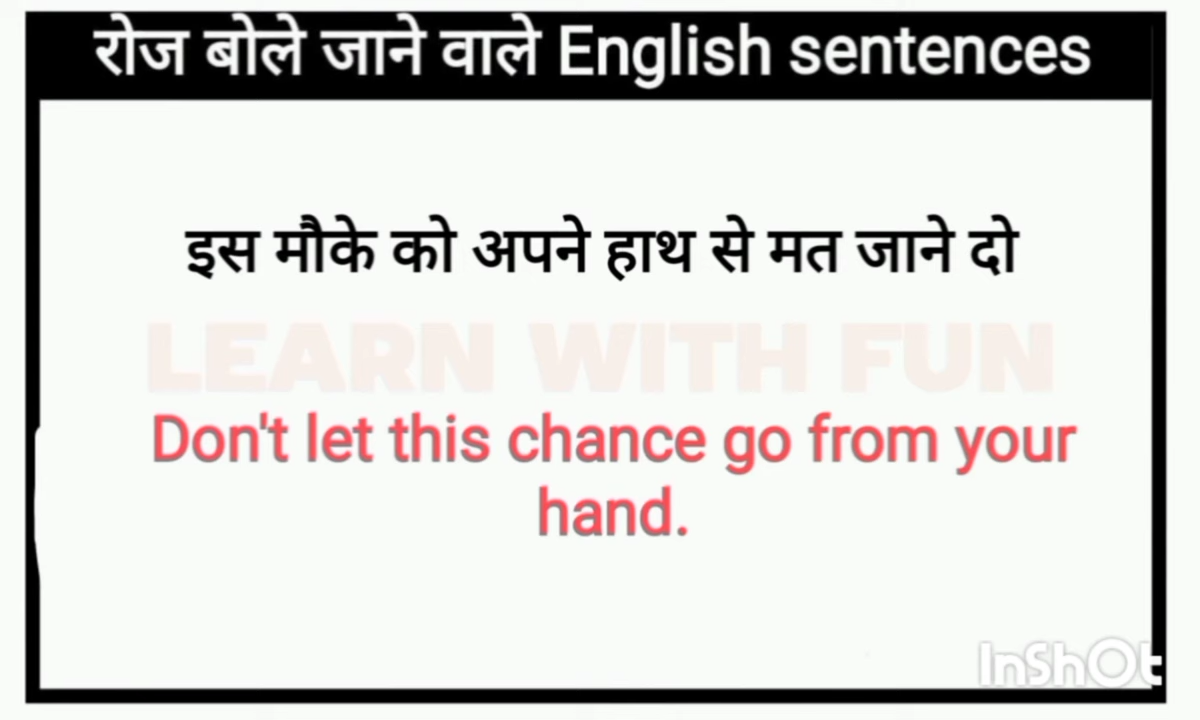 रोज बोले जाने वाले English sentences
इस मौके को अपने हाथ से मत जाने दो
LEARN WITH FUN
Don't let this chance go from your
hand.
InShOt